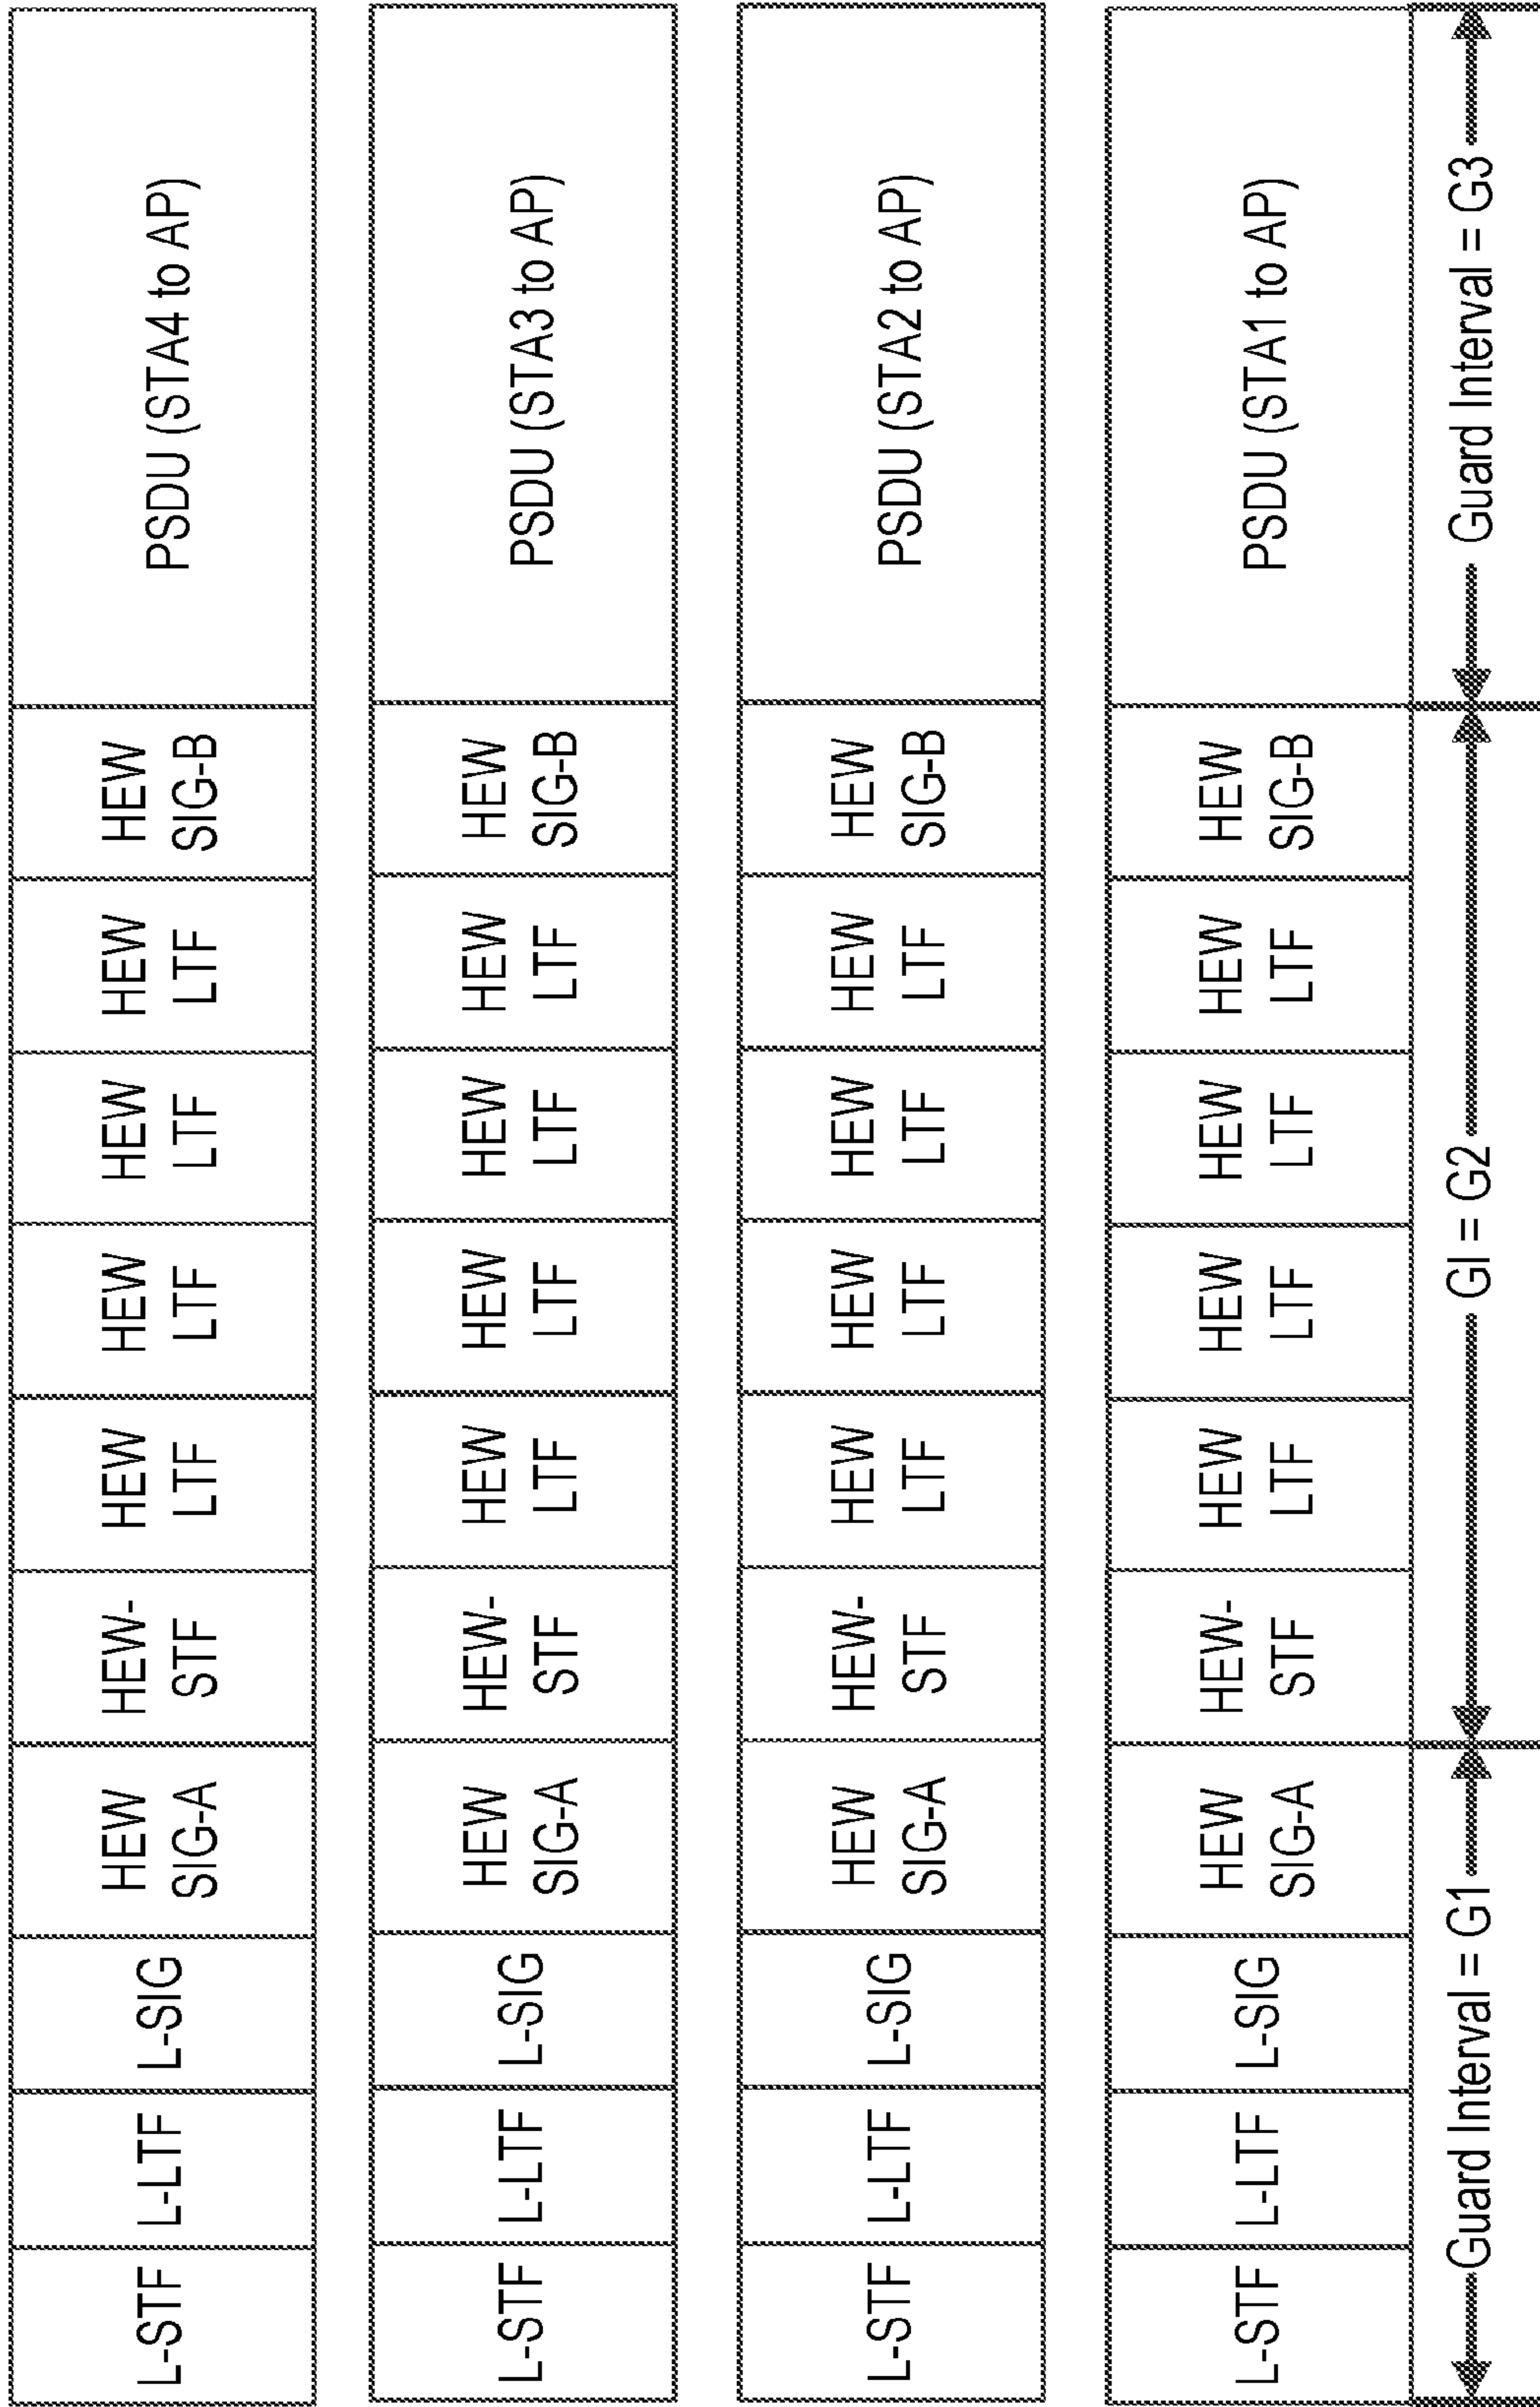 L-STF
L-LTF
L-SIG
HEW
SIG-A
HEW-
STF
HEW
LTF
HEW
LTF
HEW
LTF
HEW
LTF
HEW
SIG-B
PSDU (STA4 to AP)
L-STF
L-LTF
L-SIG
HEW
SIG-A
HEW-
STF
HEW
LTF
HEW
LTF
HEW
LTF
HEW
LTF
HEW
SIG-B
PSDU (STA3 to AP)
L-STF
L-LTF
L-SIG
HEW
SIG-A
HEW-
STF
HEW
LTF
HEW
LTF
HEW
LTF
HEW
LTF
HEW
SIG-B
PSDU (STA2 to AP)
L-STF
L-LTF
L-SIG
HEW
SIG-A
HEW-
STF
HEW
LTF
HEW
LTF
HEW
LTF
HEW
LTF
HEW
SIG-B
PSDU (STA1 to AP)
Guard Interval = G1
GI = G2
Guard Interval = G3